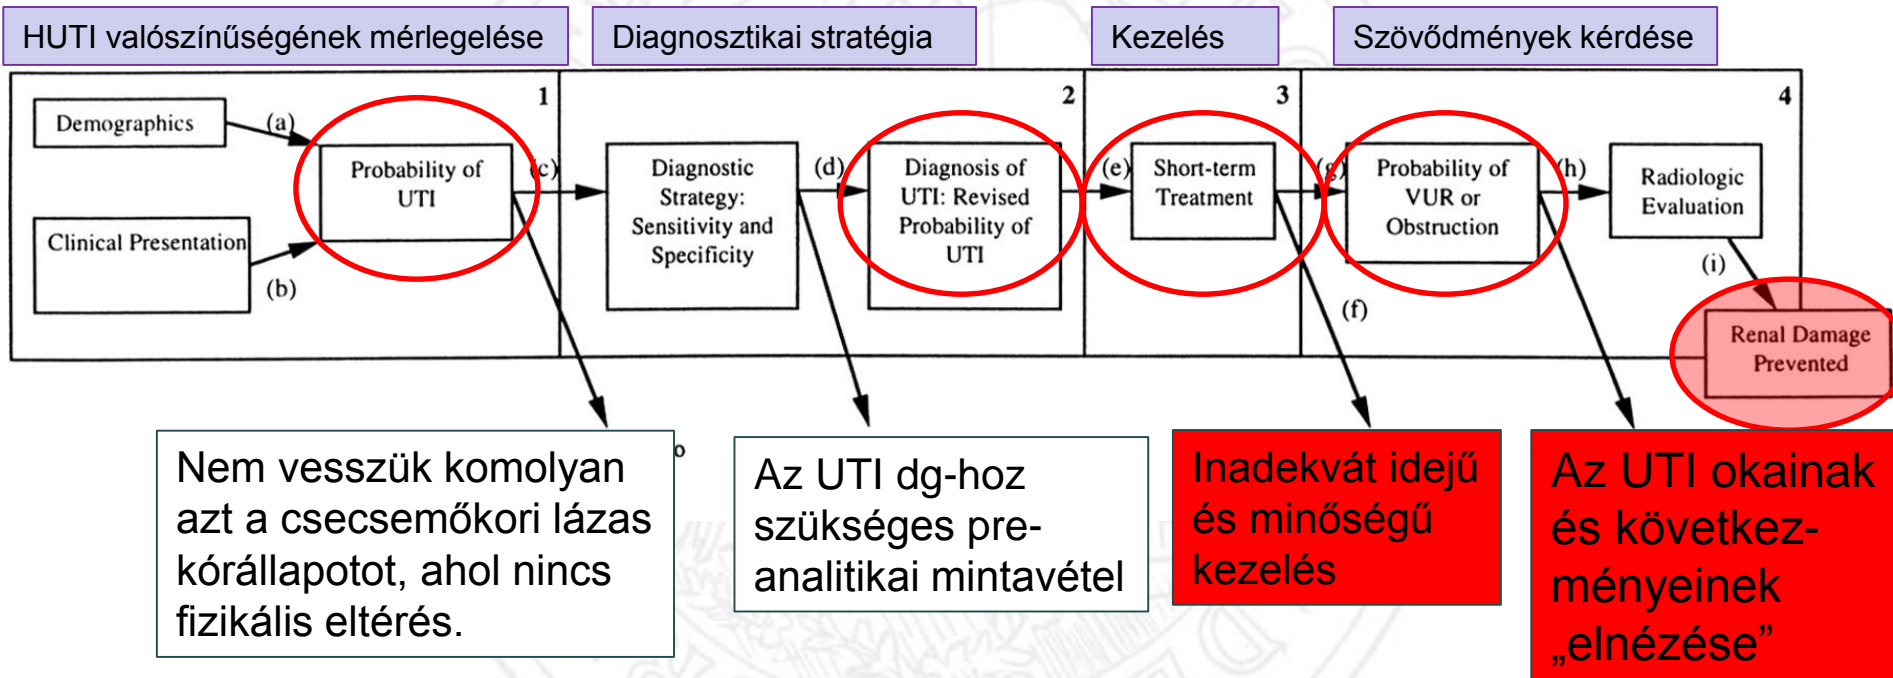 HUTI valószínűségének mérlegelése
Diagnosztikai stratégia
Kezelés
Szövődmények kérdése
1
Demographics
(a)
Probability of
UTI
(c)
Clinical Presentation
(b)
2
Diagnostic
Strategy:
Sensitivity and
Specificity
(d)
Diagnosis of
UTI: Revised
Probability of
UTI
3
(e)
Short-term
Treatment
(g)
(f)
4
Probability of
VUR or
Obstruction
(h)
Radiologic
Evaluation
(i)
Renal Damage
Prevented
Nem vesszük komolyan
azt a csecsemőkori lázas
kórállapotot, ahol nincs
fizikális eltérés.
Az UTI dg-hoz
szükséges pre-
analitikai mintavétel
Inadekvát idejű
és minőségű
kezelés
Az UTI okainak
és következ-
ményeinek
„elnézése”